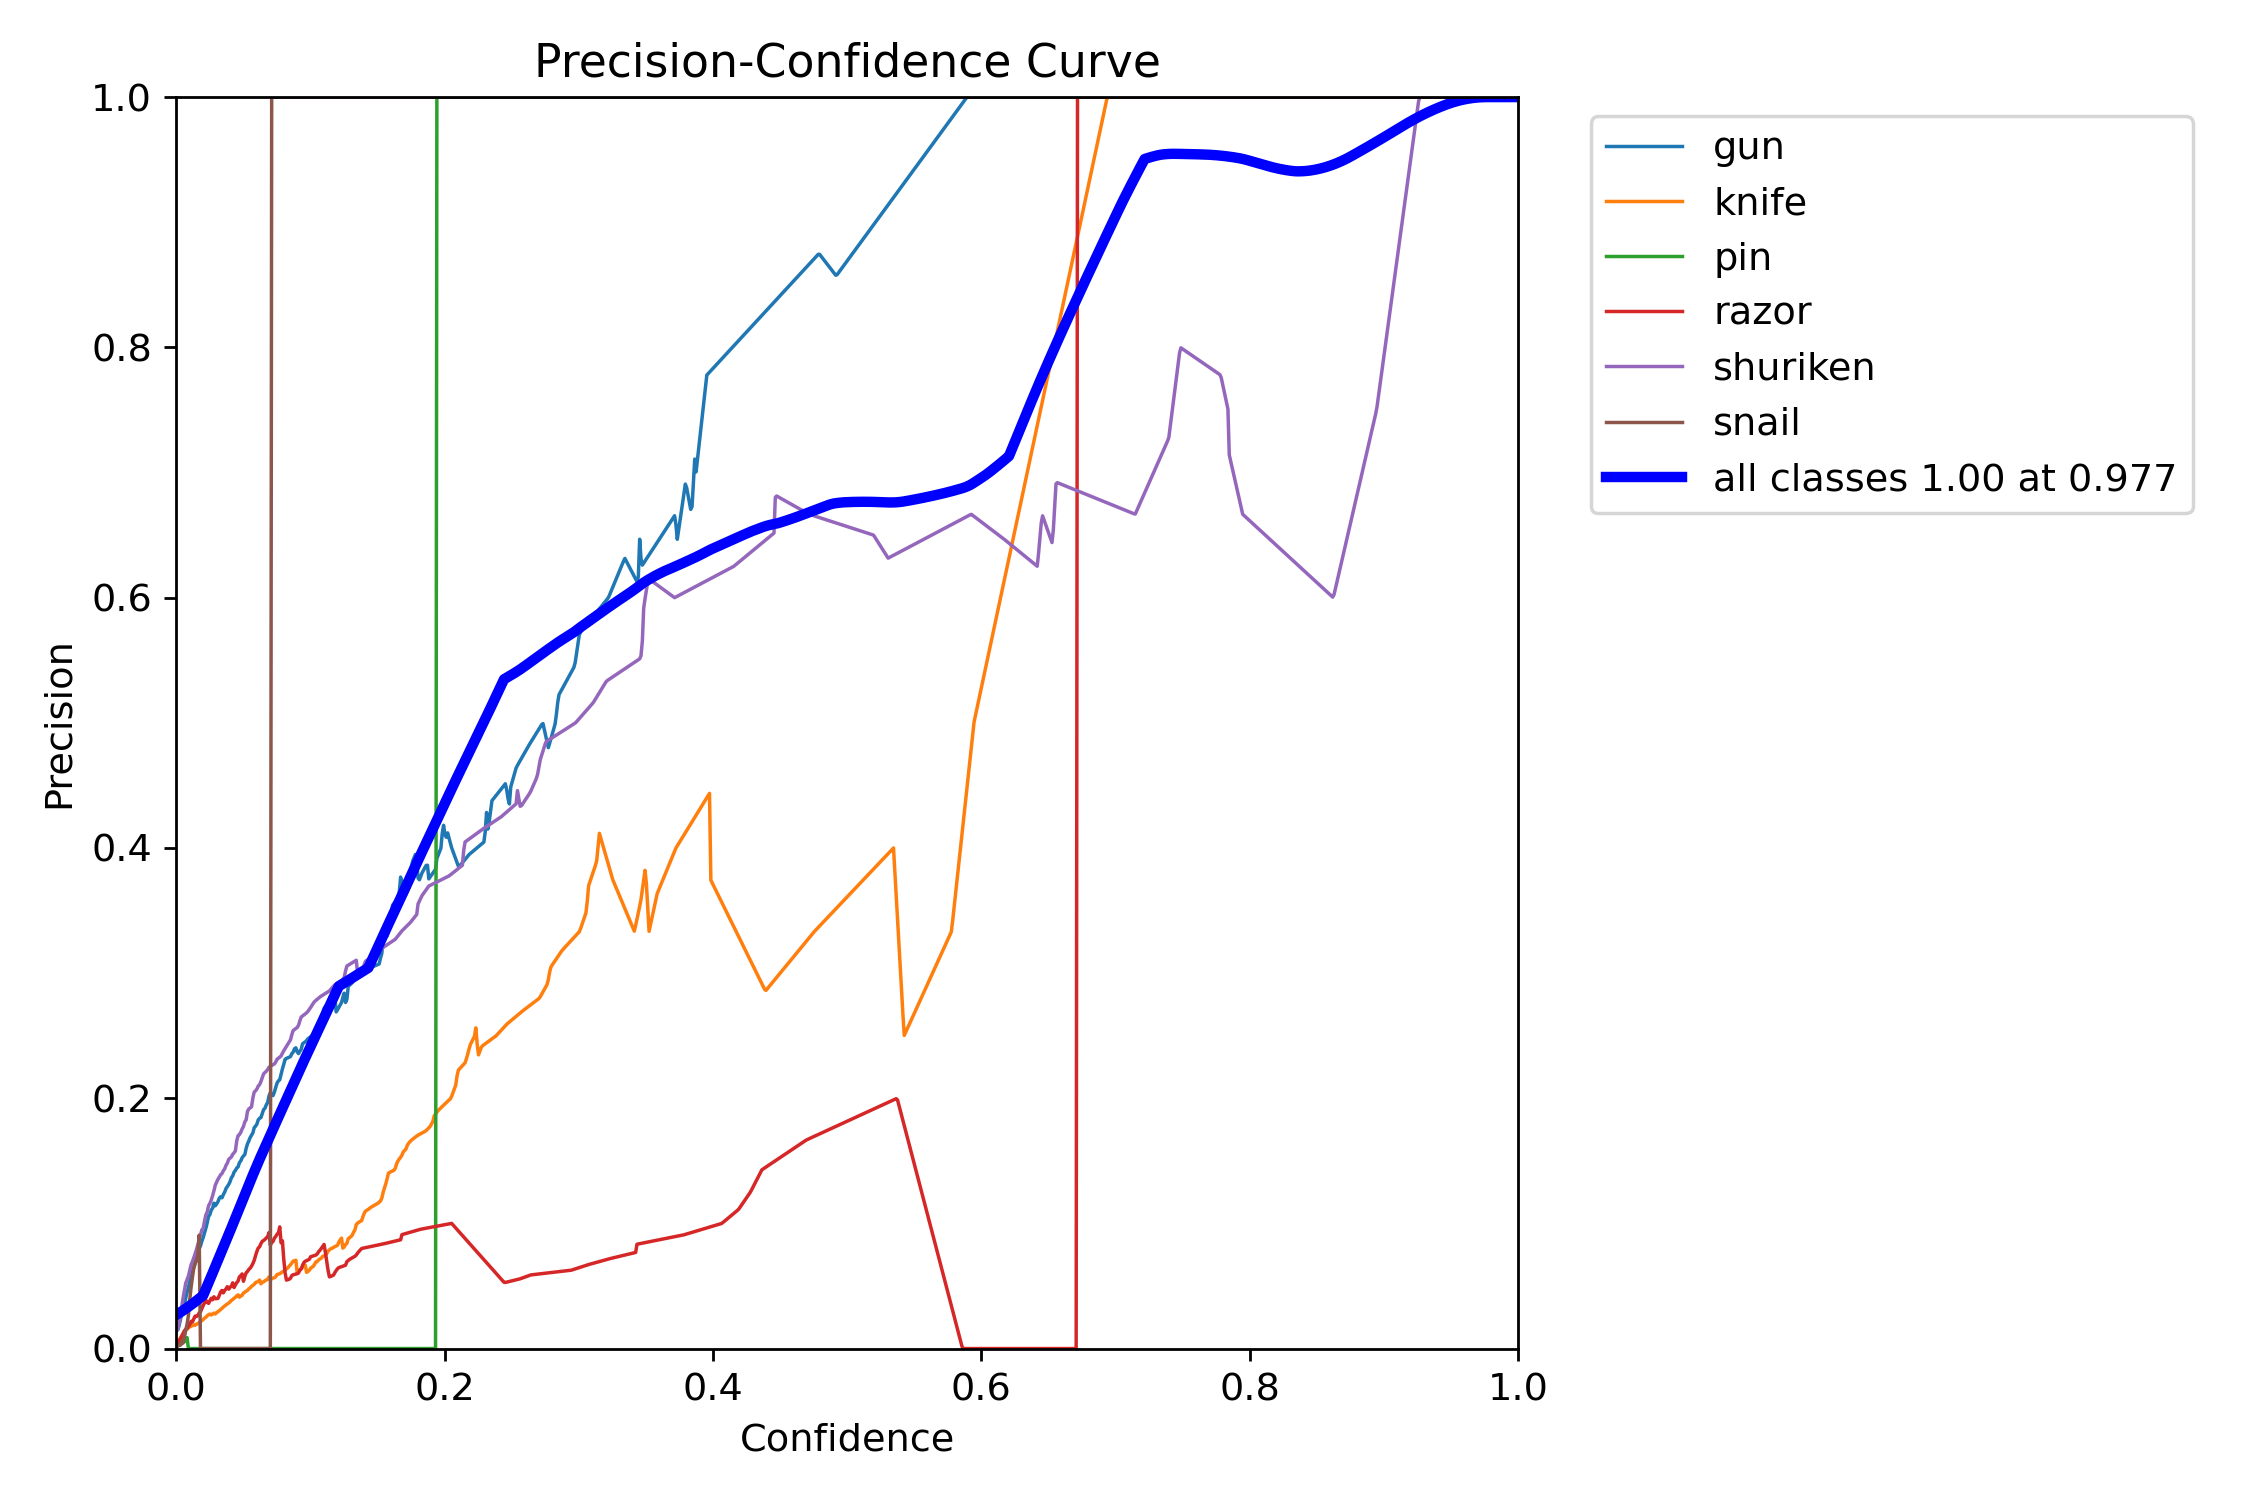 Precision-Confidence Curve
1.0
0.8
0.6
0.4
0.2
0.0
Precision
0.0 0.2 0.4 0.6 0.8 1.0
Confidence
gun
knife
pin
razor
shuriken
snail
all classes 1.00 at 0.977